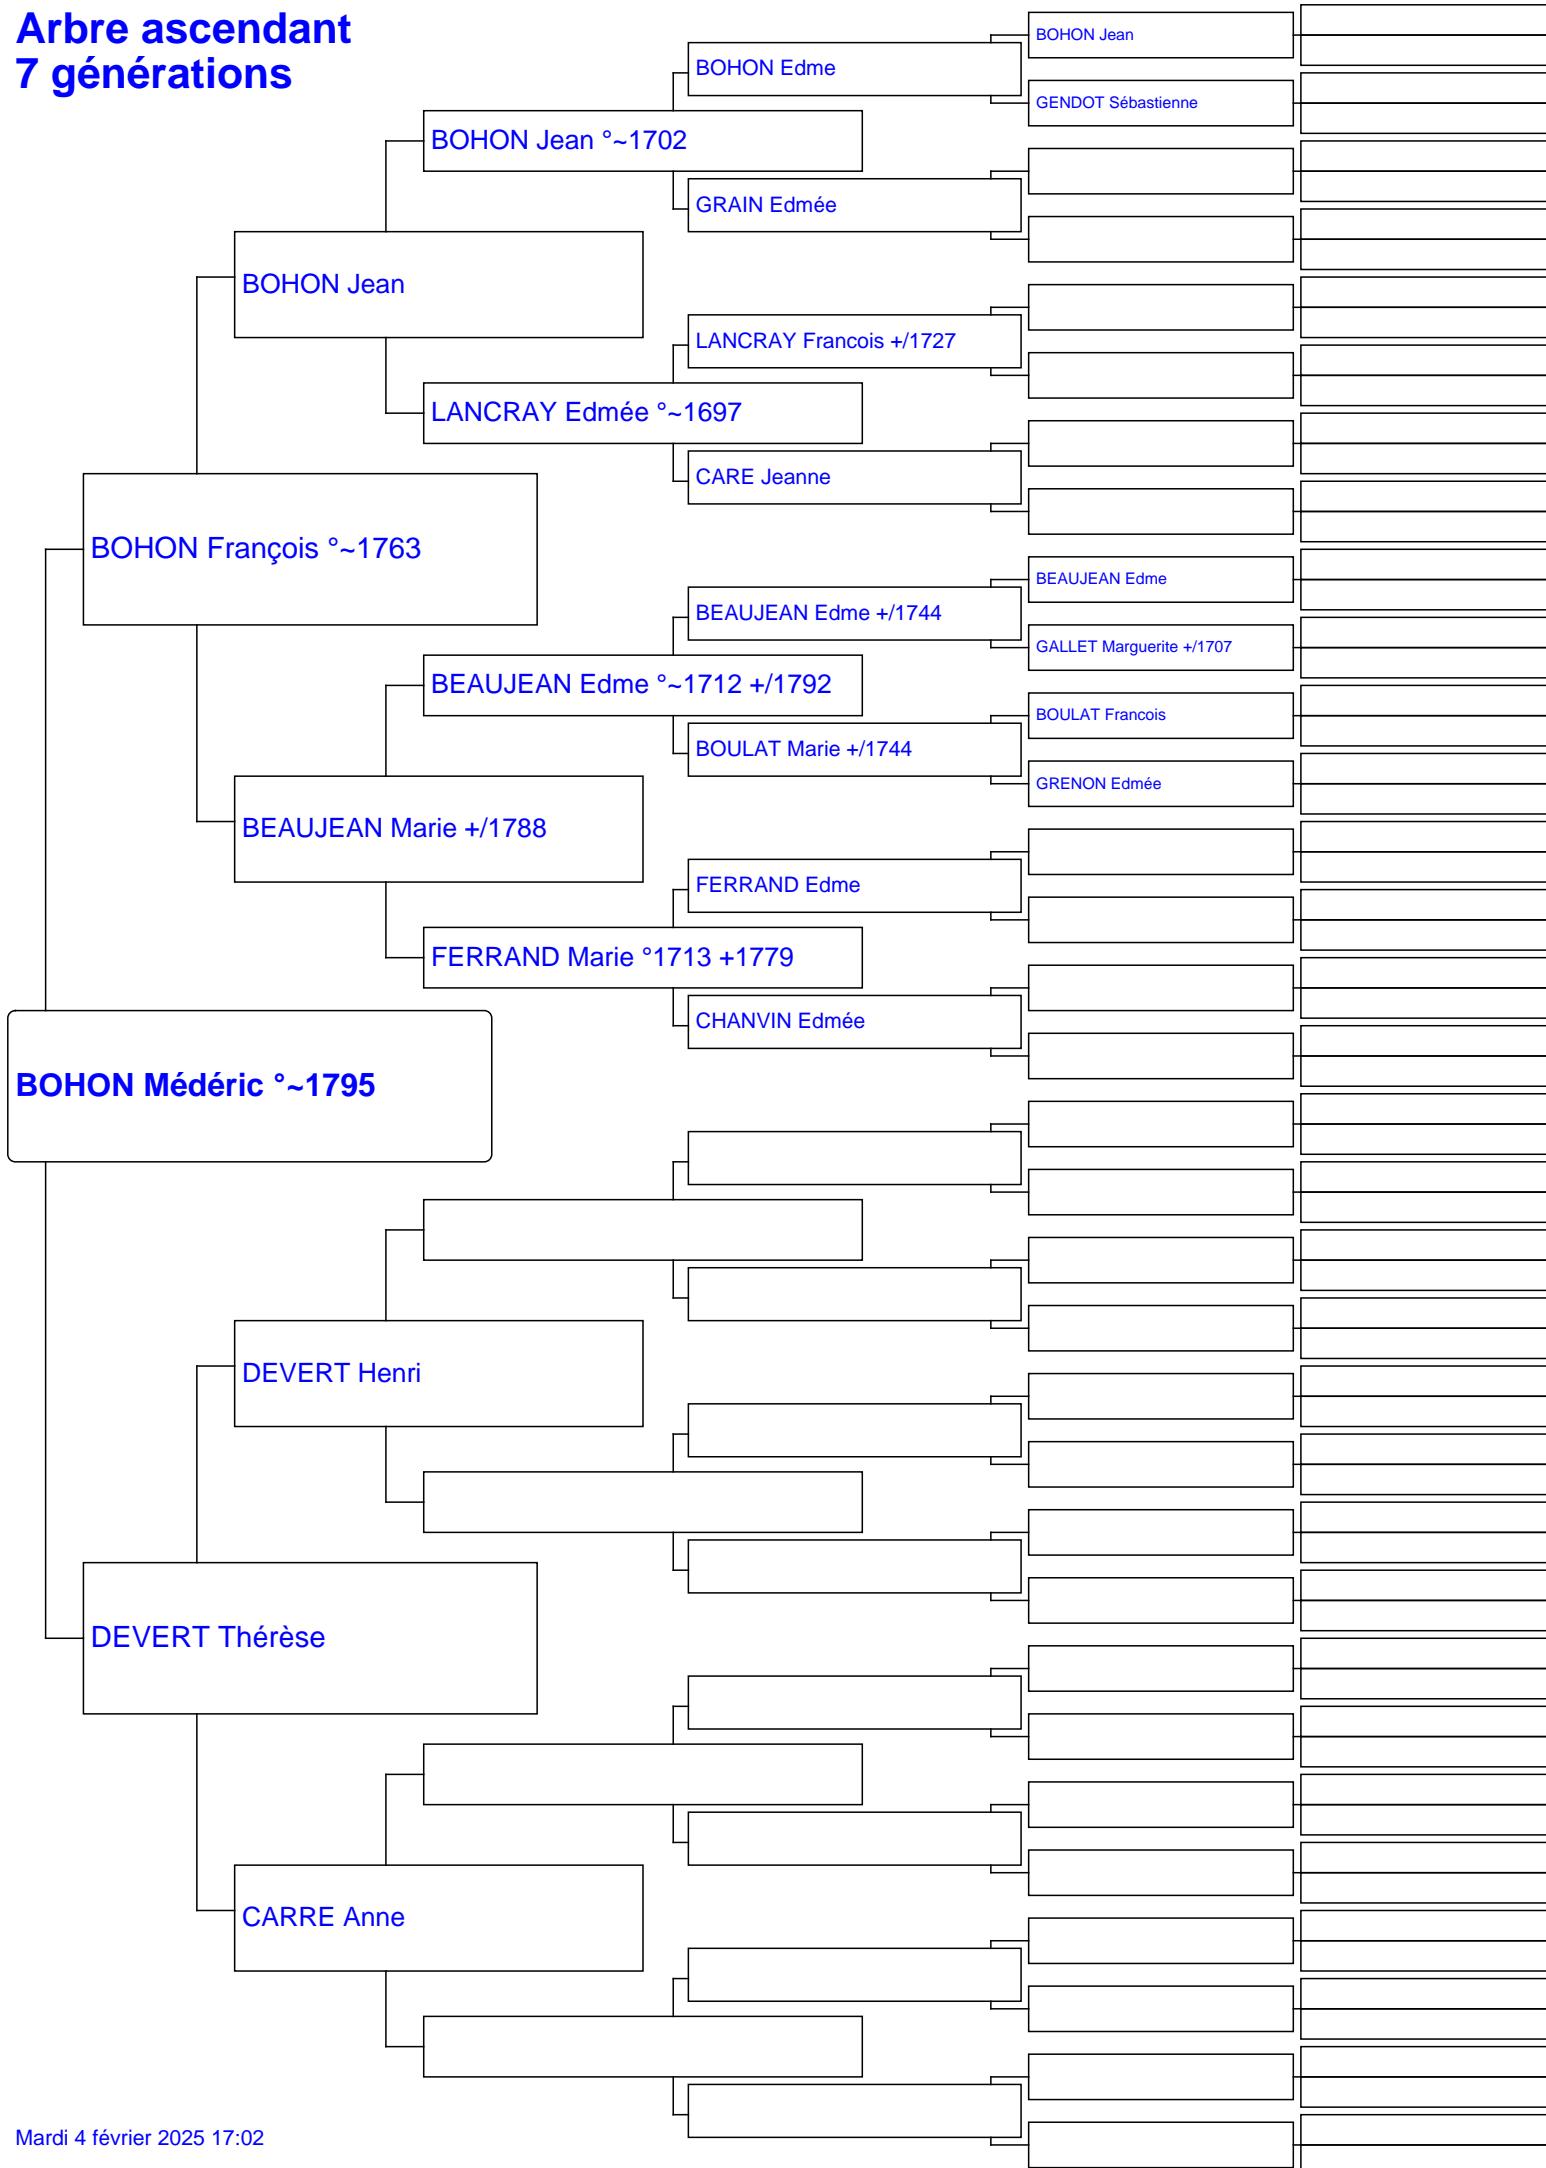 Arbre ascendant
7 générations
BOHON Jean
BOHON Edme
GENDOT Sébastienne
BOHON Jean °~1702
GRAIN Edmée
BOHON Jean
LANCRAY Francois +/1727
LANCRAY Edmée °~1697
CARE Jeanne
BOHON François °~1763
BEAUJEAN Edme
BEAUJEAN Edme +/1744
GALLET Marguerite +/1707
BEAUJEAN Edme °~1712 +/1792
BOULAT Francois
BOULAT Marie +/1744
GRENON Edmée
BEAUJEAN Marie +/1788
FERRAND Edme
FERRAND Marie °1713 +1779
CHANVIN Edmée
BOHON Médéric °~1795
DEVERT Henri
DEVERT Thérèse
CARRE Anne
Mardi 4 février 2025 17:02